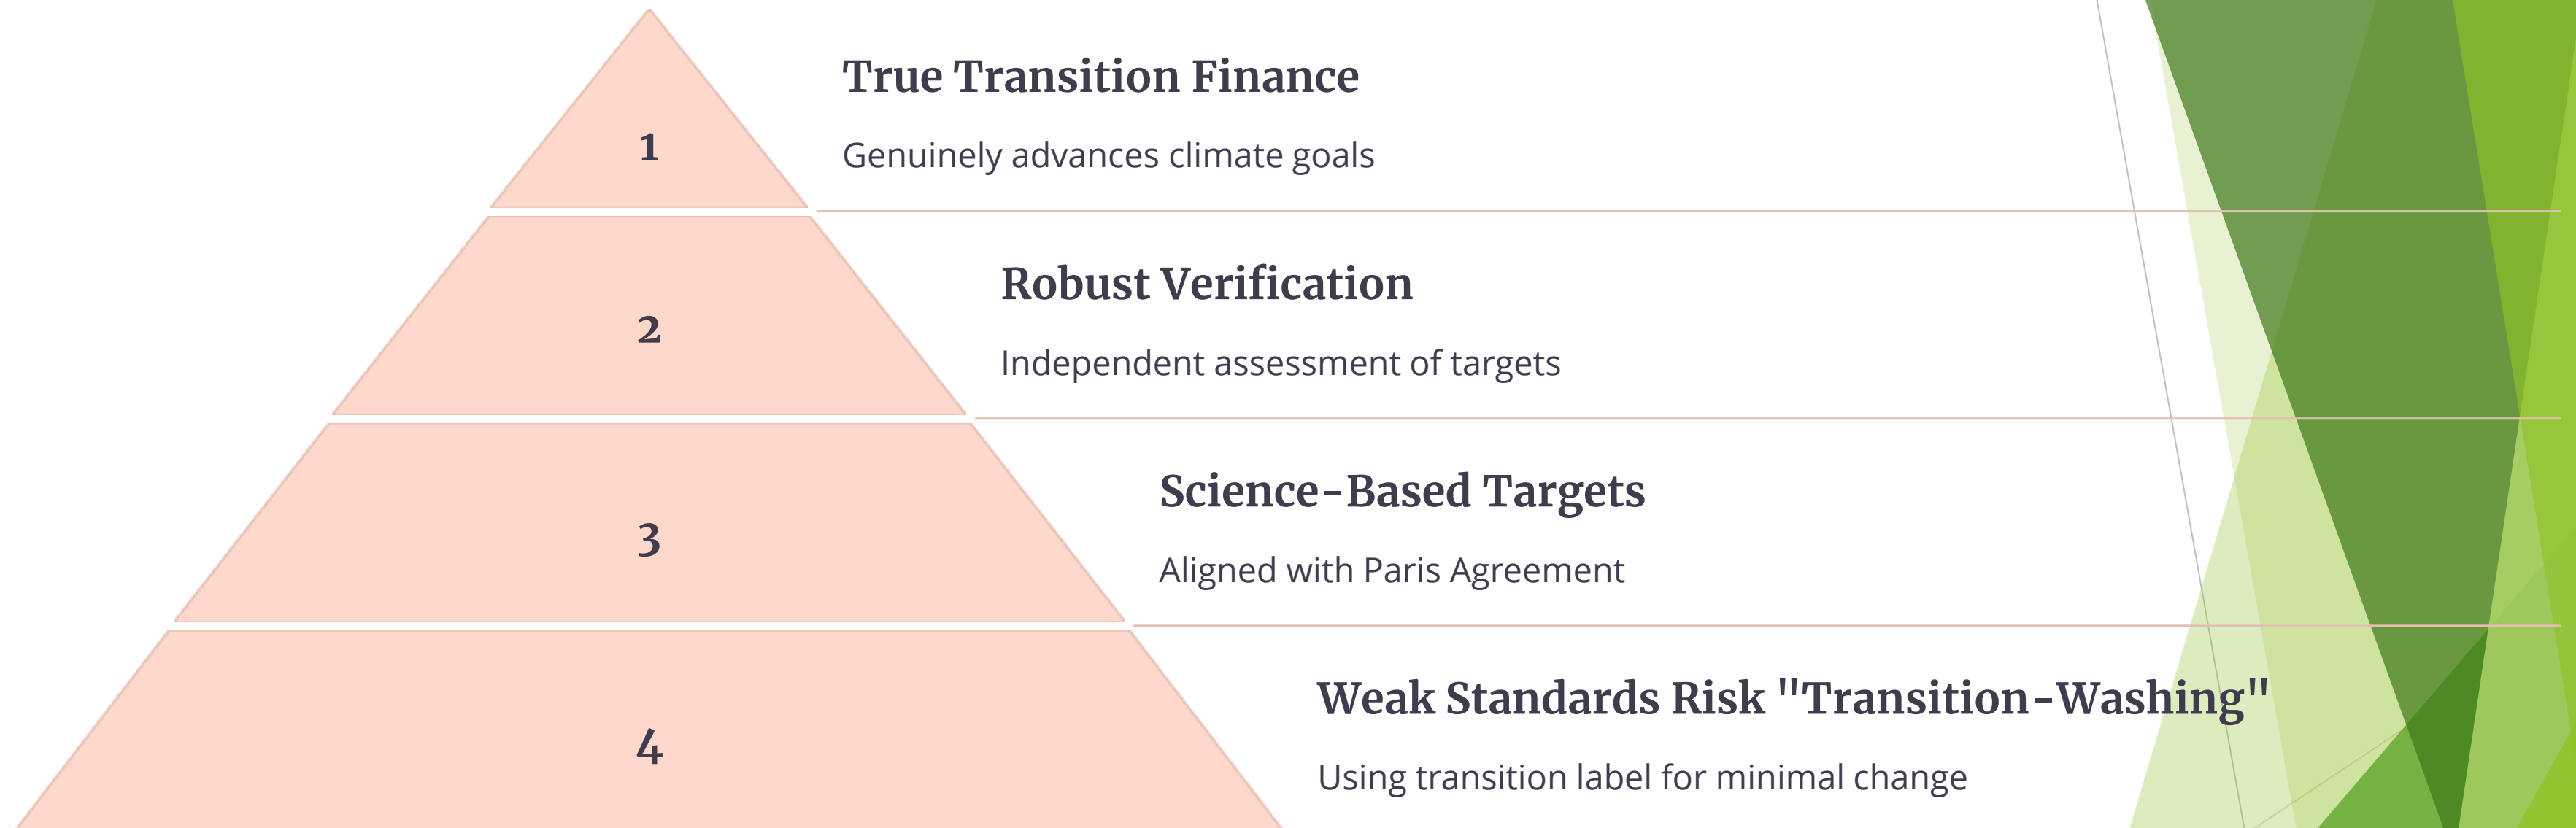 1
True Transition Finance
Genuinely advances climate goals
2
Robust Verification
Independent assessment of targets
3
Science-Based Targets
Aligned with Paris Agreement
4
Weak Standards Risk "Transition-Washing"
Using transition label for minimal change